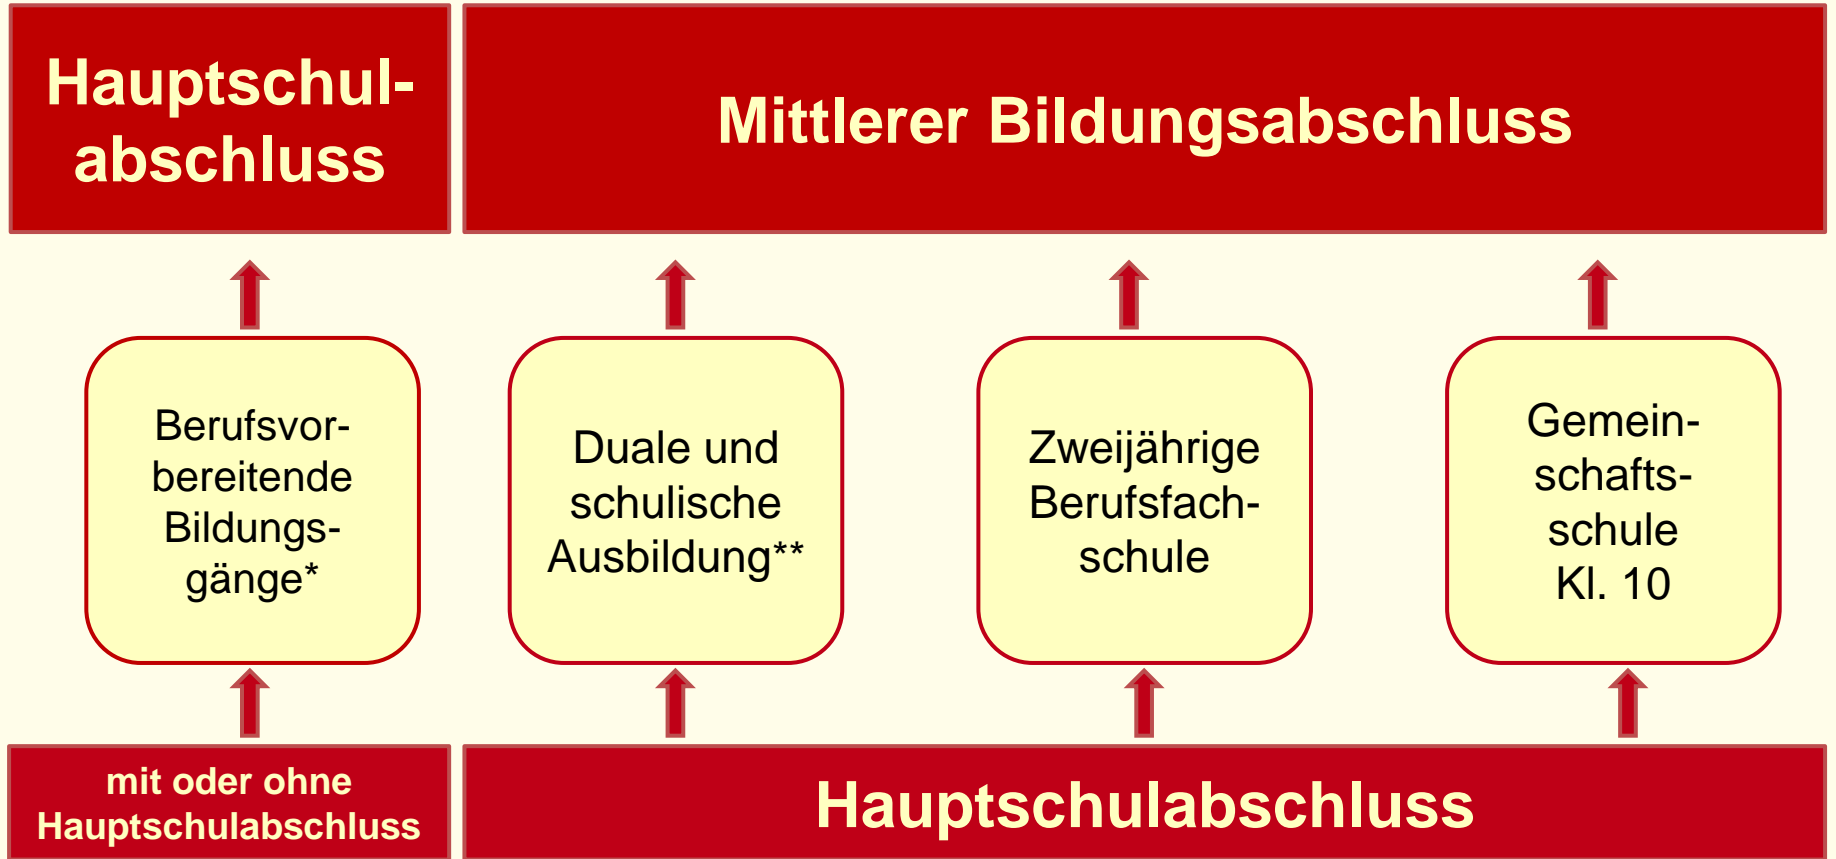 Hauptschul-
abschluss
Mittlerer Bildungsabschluss
Berufsvor-
bereitende
Bildungs-
gänge*
Duale und
schulische
Ausbildung**
Zweijährige
Berufsfach-
schule
Gemein-
schafts-
schule
Kl. 10
mit oder ohne
Hauptschulabschluss
Hauptschulabschluss